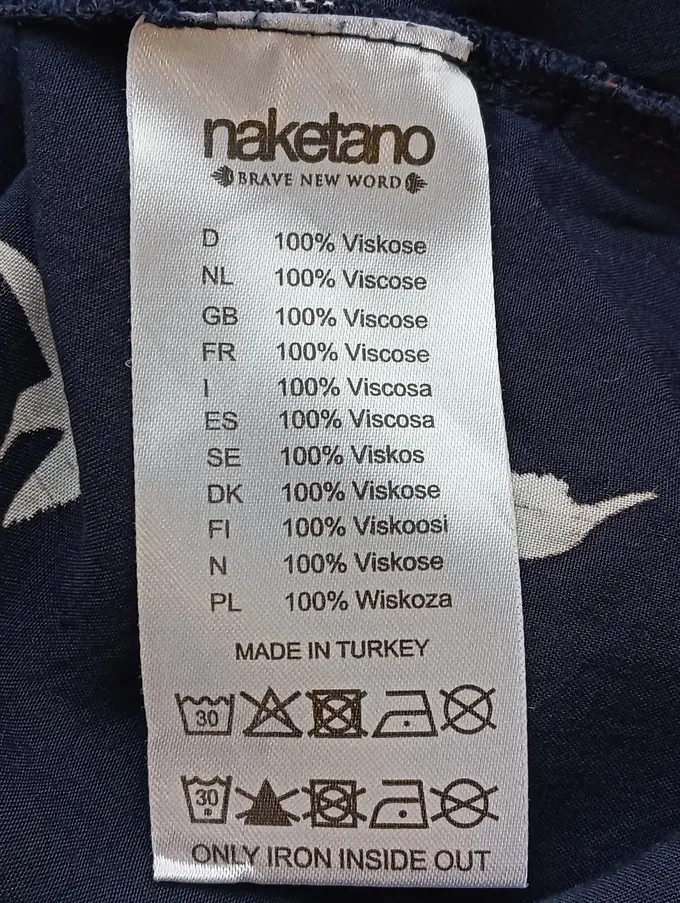 naketano
BRAVE NEW WORD
D 100% Viskose
NL 100% Viscose
GB 100% Viscose
FR 100% Viscose
I 100% Viscosa
ES 100% Viscosa
SE 100% Viskos
DK 100% Viskose
FI 100% Viskoosi
N 100% Viskose
PL 100% Wiskoza
MADE IN TURKEY
30
30
ONLY IRON INSIDE OUT